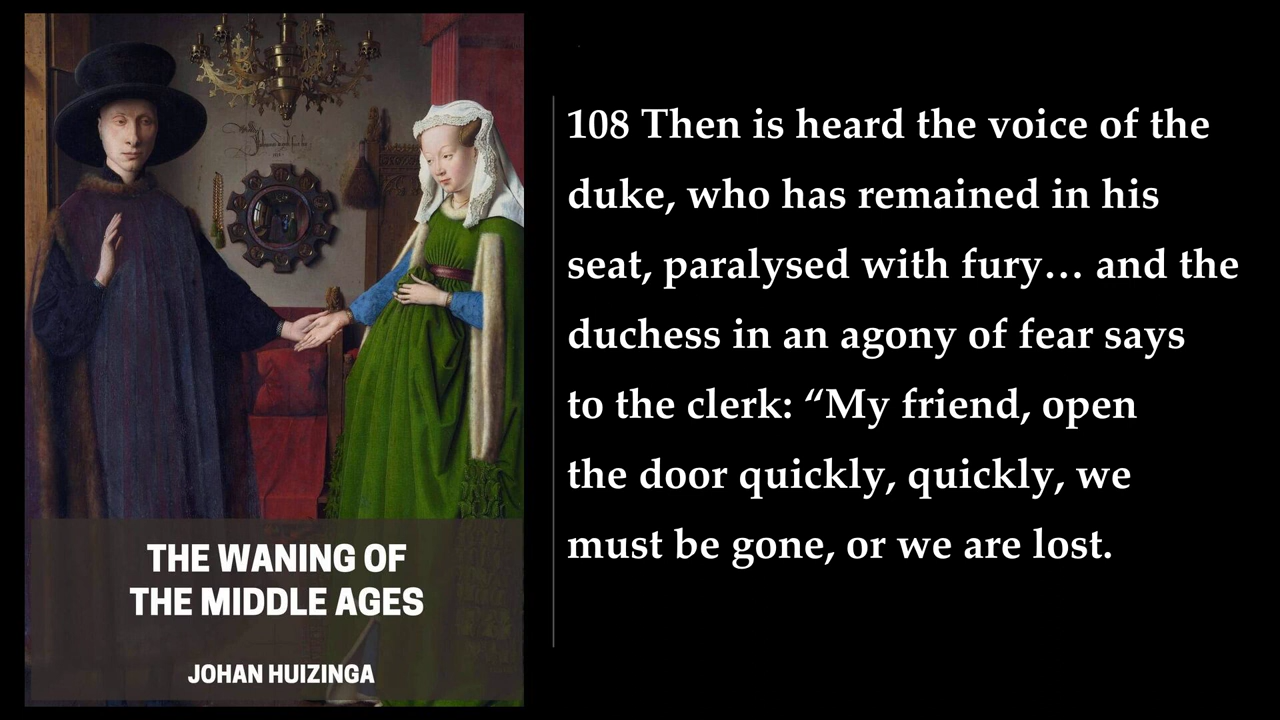 THE WANING OF
THE MIDDLE AGES
JOHAN HUIZINGA
108 Then is heard the voice of the
duke, who has remained in his
seat, paralysed with fury… and the
duchess in an agony of fear says
to the clerk: “My friend, open
the door quickly, quickly, we
must be gone, or we are lost.